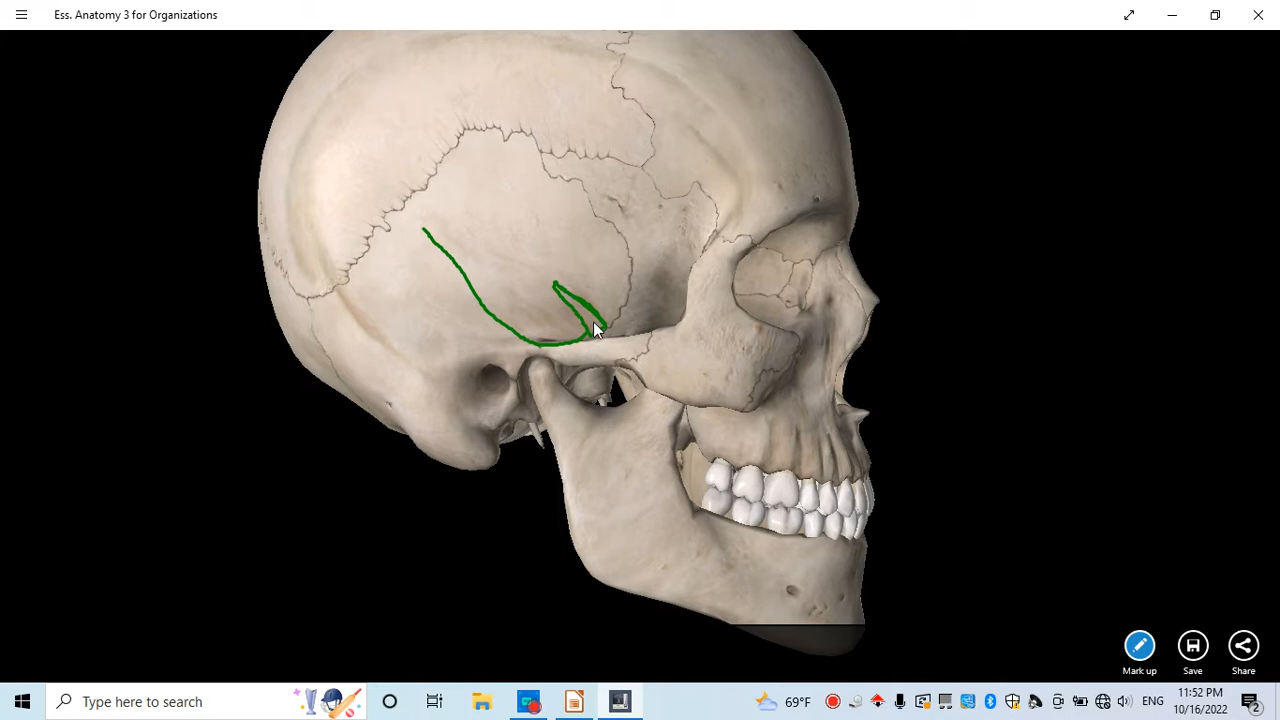 Ess. Anatomy 3 for Organizations
Mark up
Save
Share
Type here to search
69°F
ENG
11:52 PM
10/16/2022
2